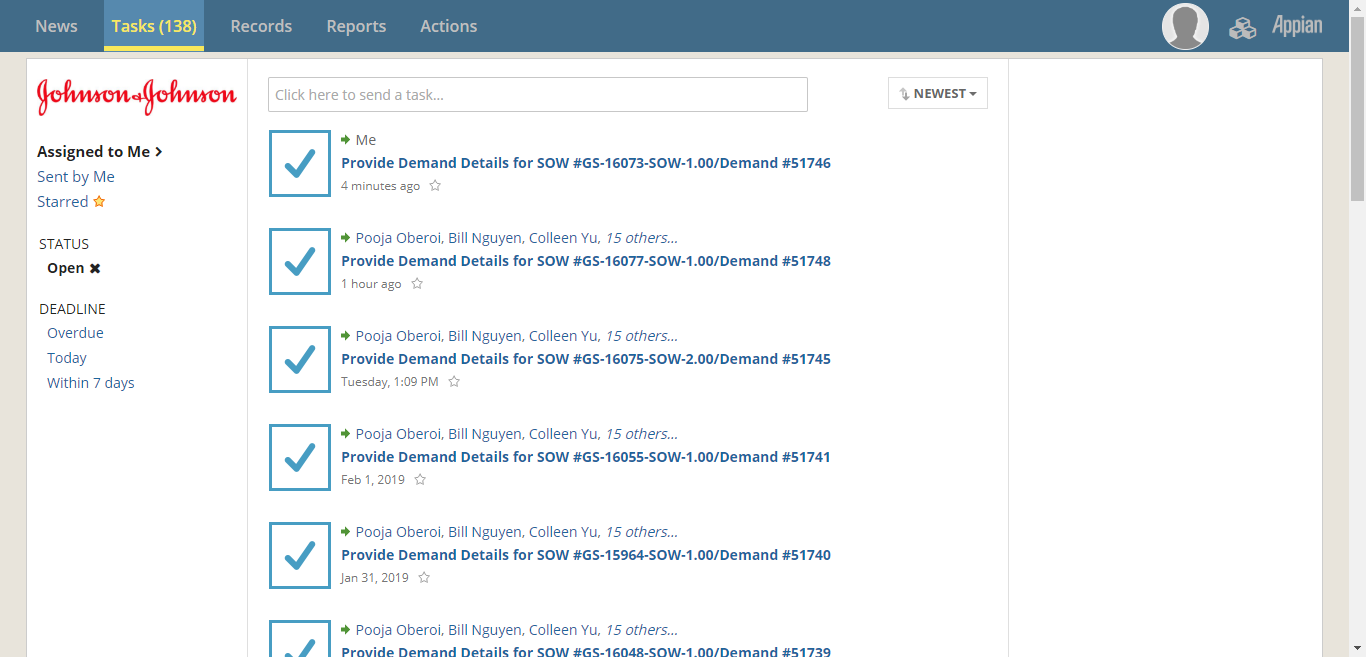 News Tasks (138) Records Reports Actions Appian
Johnson & Johnson
Assigned to Me
Sent by Me
Starred
STATUS
Open
DEADLINE
Overdue
Today
Within 7 days
Click here to send a task...
NEWEST
Me
Provide Demand Details for SOW #GS-16073-SOW-1.00/Demand #51746
4 minutes ago
Pooja Oberoi, Bill Nguyen, Colleen Yu, 15 others...
Provide Demand Details for SOW #GS-16077-SOW-1.00/Demand #51748
1 hour ago
Pooja Oberoi, Bill Nguyen, Colleen Yu, 15 others...
Provide Demand Details for SOW #GS-16075-SOW-2.00/Demand #51745
Tuesday, 1:09 PM
Pooja Oberoi, Bill Nguyen, Colleen Yu, 15 others...
Provide Demand Details for SOW #GS-16055-SOW-1.00/Demand #51741
Feb 1, 2019
Pooja Oberoi, Bill Nguyen, Colleen Yu, 15 others...
Provide Demand Details for SOW #GS-15964-SOW-1.00/Demand #51740
Jan 31, 2019
Pooja Oberoi, Bill Nguyen, Colleen Yu, 15 others...
Provide Demand Details for SOW #GS-16048-SOW-1.00/Demand #51739